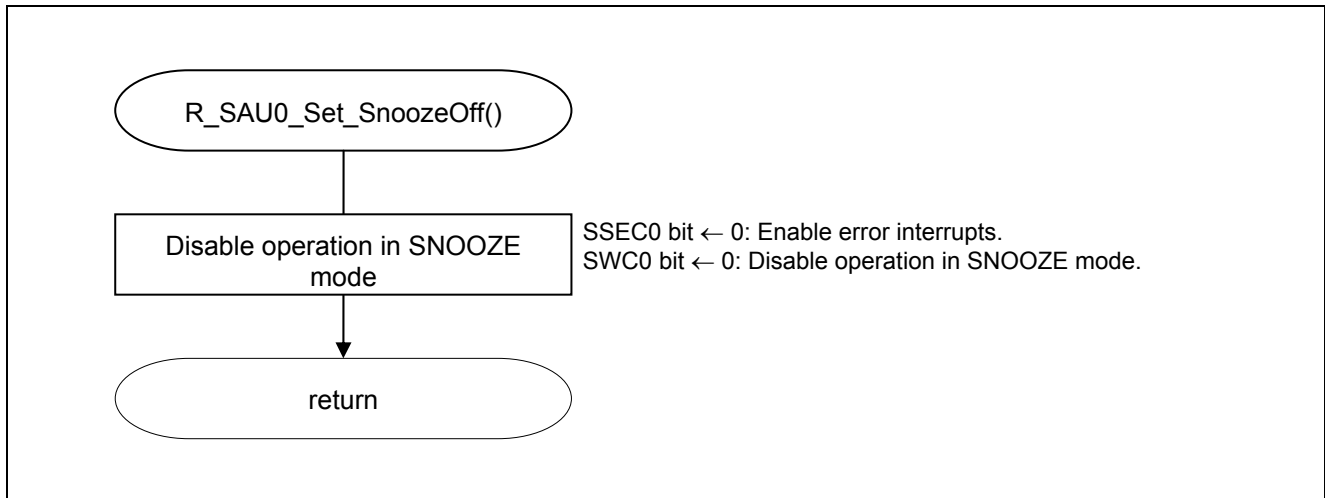 R_SAU0_Set_SnoozeOff()
Disable operation in SNOOZE
mode
SSEC0 bit ← 0: Enable error interrupts.
SWC0 bit ← 0: Disable operation in SNOOZE mode.
return